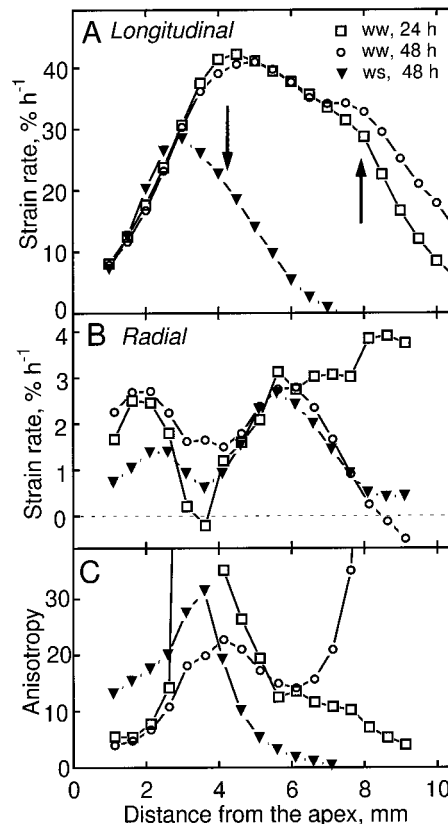 A Longitudinal
ww, 24 h
ww, 48 h
ws, 48 h
40
30
20
10
0
Strain rate, % h-1
B Radial
4
3
2
1
0
Strain rate, % h-1
C
20
10
0
Anisotropy
0 2 4 6 8 10
Distance from the apex, mm